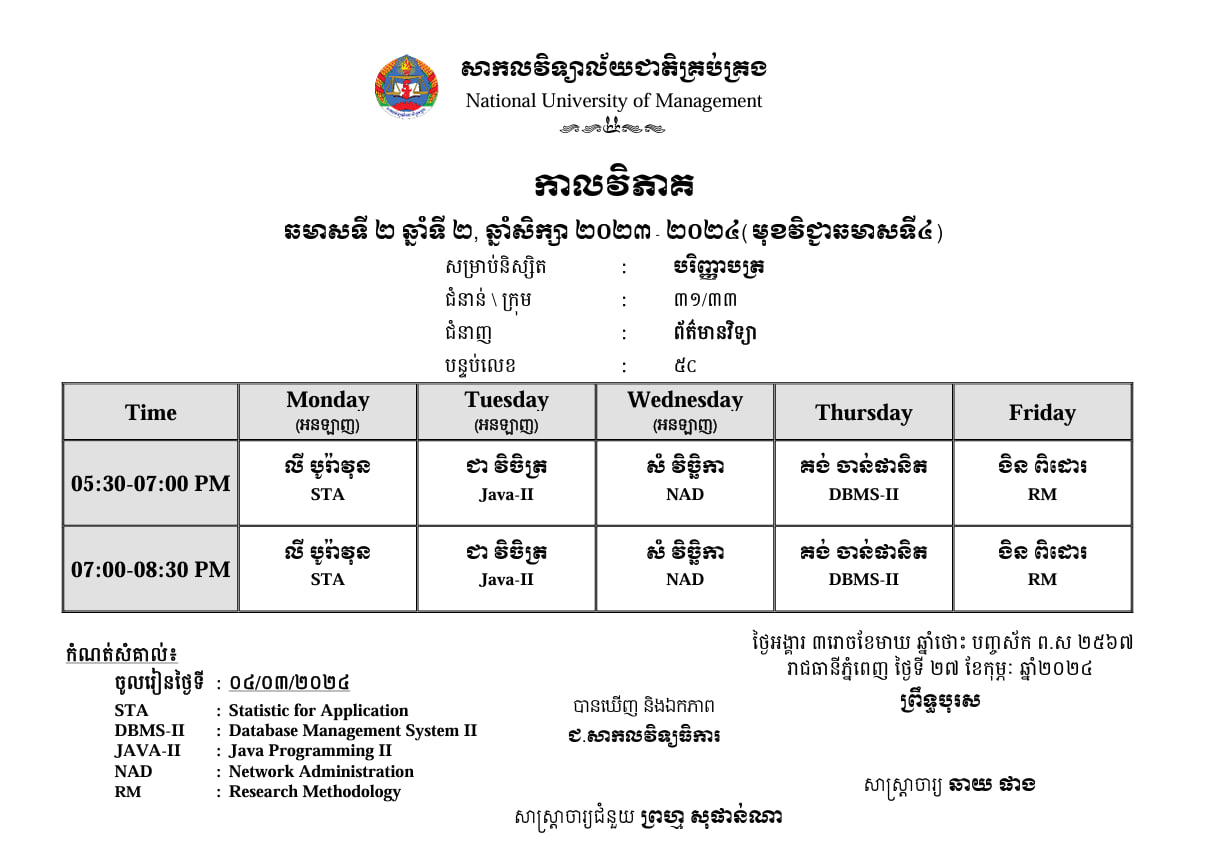 សាកលវិទ្យាល័យជាតិគ្រប់គ្រង
National University of Management
កាលវិភាគ
ឆមាសទី ២ ឆ្នាំទី ២, ឆ្នាំសិក្សា ២០២៣ - ២០២៤( មុខវិជ្ជាឆមាសទី៤ )
សម្រាប់និស្សិត : បរិញ្ញាបត្រ
ជំនាន់ \ ក្រុម : ៣១/៣៣
ជំនាញ : ព័ត៌មានវិទ្យា
បន្ទប់លេខ : ៥C
Time Monday Tuesday Wednesday Thursday Friday
(អនឡាញ) (អនឡាញ) (អនឡាញ)
05:30-07:00 PM លី បូរ៉ាវុន ជា វិចិត្រ សំ វិច្ឆិកា គង់ ចាន់ផានិត ងិន ពិដោរ
STA Java-II NAD DBMS-II RM
07:00-08:30 PM លី បូរ៉ាវុន ជា វិចិត្រ សំ វិច្ឆិកា គង់ ចាន់ផានិត ងិន ពិដោរ
STA Java-II NAD DBMS-II RM
កំណត់សំគាល់៖
ចូលរៀនថ្ងៃទី : ០៤/០៣/២០២៤
STA : Statistic for Application
DBMS-II : Database Management System II
JAVA-II : Java Programming II
NAD : Network Administration
RM : Research Methodology
បានឃើញ និងឯកភាព
ជ.សាកលវិទ្យធិការ
សាស្ត្រាចារ្យជំនួយ ព្រហ្ម សុផាន់ណា
ថ្ងៃអង្គារ ៣រោចខែមាឃ ឆ្នាំថោះ បញ្ចស័ក ព.ស ២៥៦៧
រាជធានីភ្នំពេញ ថ្ងៃទី ២៧ ខែកុម្ភៈ ឆ្នាំ២០២៤
ព្រឹទ្ធបុរស
សាស្ត្រាចារ្យ ឆាយ ផាង